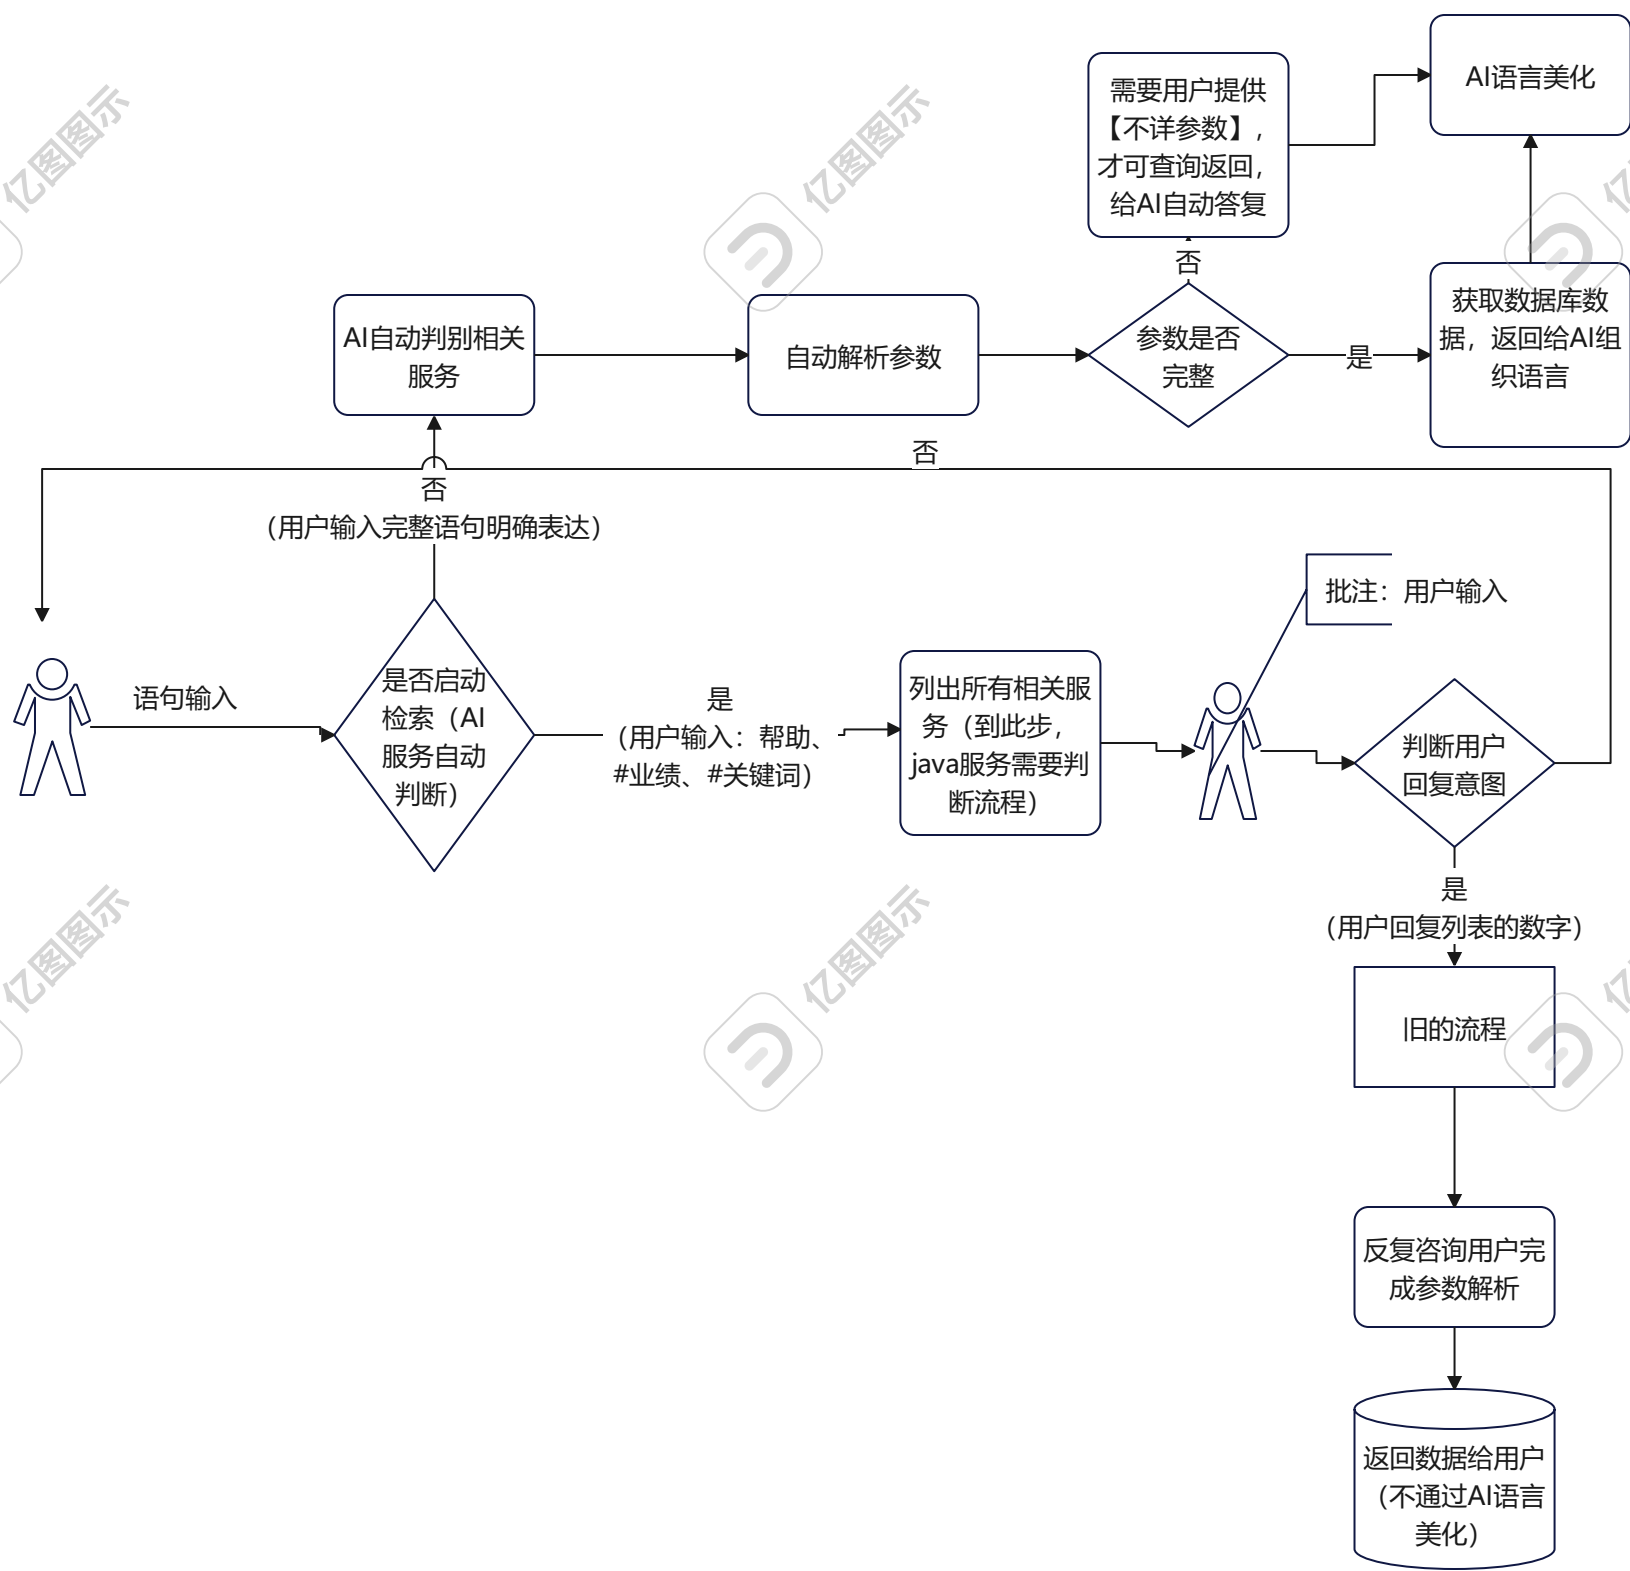 AI语言美化
需要用户提供
【不详参数】，
才可查询返回，
给AI自动答复
否
AI自动判别相关
服务
自动解析参数
参数是否
完整
是
获取数据库数
据，返回给AI组
织语言
否
否
（用户输入完整语句明确表达）
批注：用户输入
语句输入
是否启动
检索（AI
服务自动
判断）
是
（用户输入：帮助、
#业绩、#关键词）
列出所有相关服
务（到此步，
java服务需要判
断流程）
判断用户
回复意图
是
（用户回复列表的数字）
旧的流程
反复咨询用户完
成参数解析
返回数据给用户
（不通过AI语言
美化）
亿图图示
亿图图示
亿图图示
亿图图示